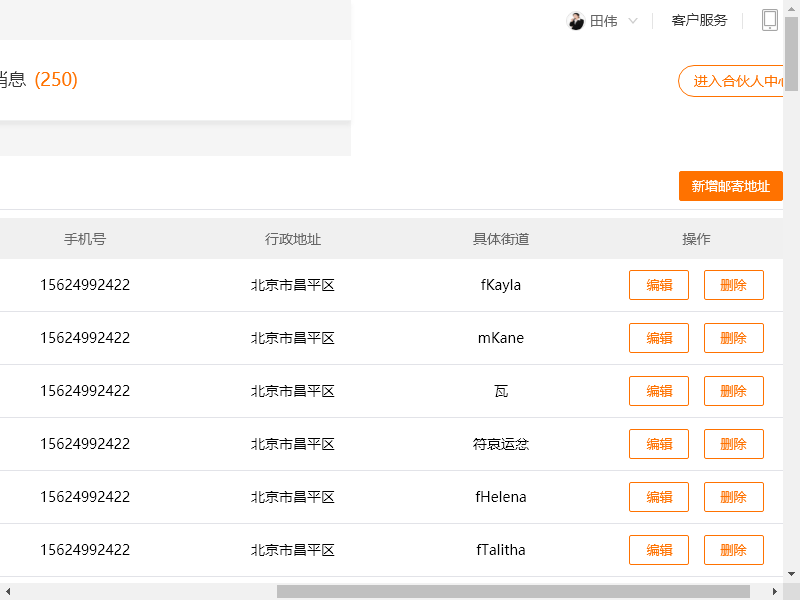 田伟 客户服务
消息 (250)
进入合伙人中心
新增邮寄地址
手机号 行政地址 具体街道 操作
15624992422 北京市昌平区 fKayla 编辑 删除
15624992422 北京市昌平区 mKane 编辑 删除
15624992422 北京市昌平区 瓦 编辑 删除
15624992422 北京市昌平区 符哀运忿 编辑 删除
15624992422 北京市昌平区 fHelena 编辑 删除
15624992422 北京市昌平区 fTalitha 编辑 删除